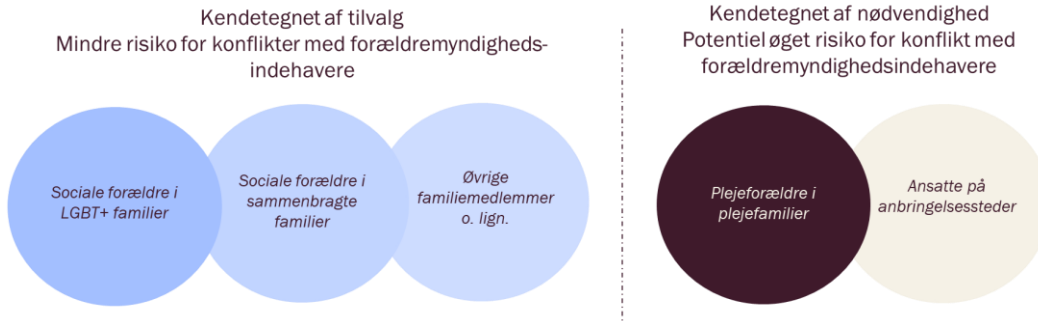 Kendetegnet af tilvalg
Mindre risiko for konflikter med forældremyndigheds-
indehavere
Kendetegnet af nødvendighed
Potentiel øget risiko for konflikt med
forældremyndighedsindehavere
Sociale forældre i
LGBT+ familier
Sociale forældre i
sammenbragte
familier
Øvrige
familiemedlemmer
o. lign.
Plejeforældre i
plejefamilier
Ansatte på
anbringelsessteder